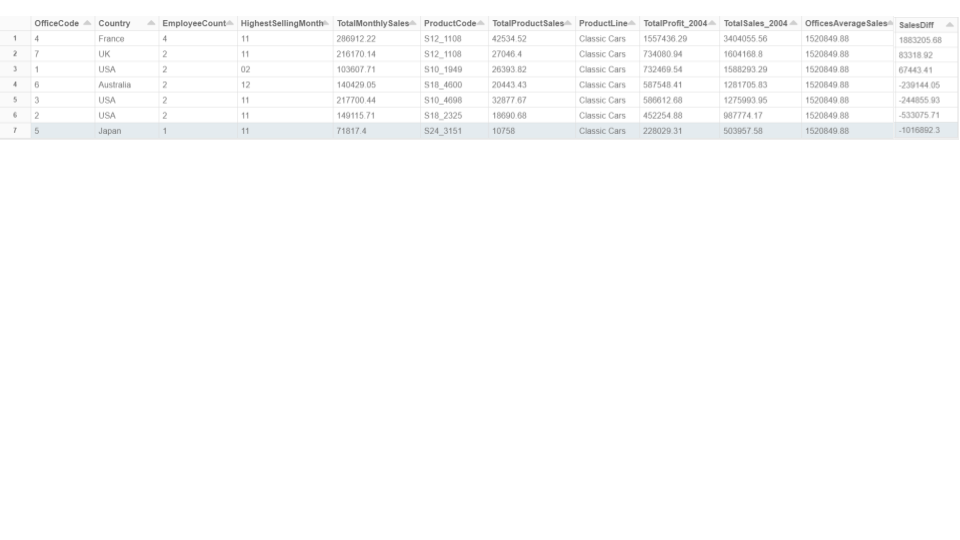 OfficeCode Country EmployeeCount HighestSellingMonth TotalMonthlySales ProductCode TotalProductSales ProductLine TotalProfit_2004 TotalSales_2004 OfficesAverageSales SalesDiff
1 4 France 4 11 286912.22 S12_1108 42534.52 Classic Cars 1557436.29 3404055.56 1520849.88 1883205.68
2 7 UK 2 11 216170.14 S12_1108 27046.4 Classic Cars 734080.94 1604168.8 1520849.88 83318.92
3 1 USA 2 02 103607.71 S10_1949 26393.82 Classic Cars 732469.54 1588293.29 1520849.88 67443.41
4 6 Australia 2 12 140429.05 S18_4600 20443.43 Classic Cars 587548.41 1281705.83 1520849.88 -239144.05
5 3 USA 2 11 217700.44 S10_4698 32877.67 Classic Cars 586612.68 1275993.95 1520849.88 -244855.93
6 2 USA 2 11 149115.71 S18_2325 18690.68 Classic Cars 452254.88 987774.17 1520849.88 -533075.71
7 5 Japan 1 11 71817.4 S24_3151 10758 Classic Cars 228029.31 503957.58 1520849.88 -1016892.3